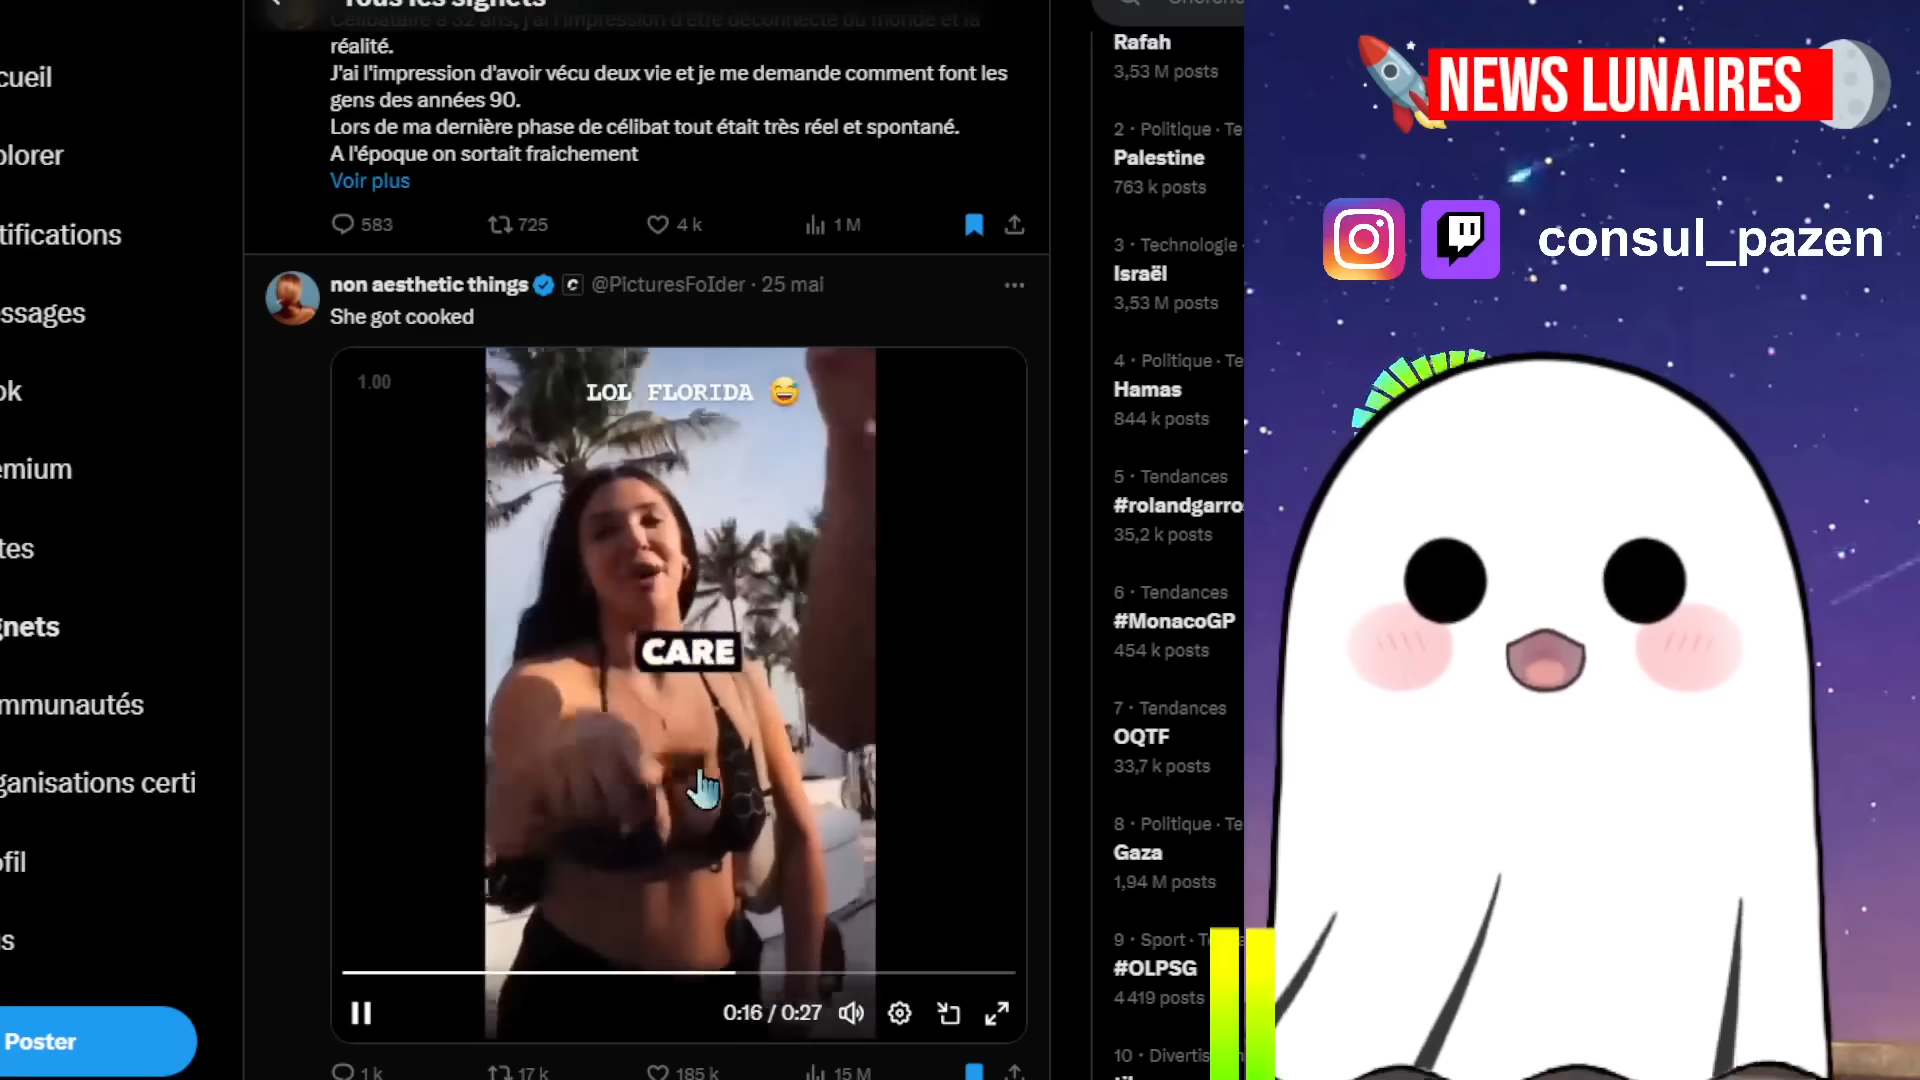 Tous les signets
Célibataire à 32 ans, j'ai l'impression d'être déconnecté du monde et la
réalité.
J'ai l'impression d'avoir vécu deux vie et je me demande comment font les
gens des années 90.
Lors de ma dernière phase de célibat tout était très réel et spontané.
A l'époque on sortait fraichement
Voir plus
583 725 4 k 1 M
non aesthetic things @PicturesFoIder · 25 mai
She got cooked
1.00
LOL FLORIDA
CARE
0:16 / 0:27
1 k 17 k 185 k 15 M
cueil
plorer
tifications
ssages
ok
emium
tes
gnets
mmunautés
ganisations certi
ofil
s
Poster
Rafah
3,53 M posts
2 · Politique · Te
Palestine
763 k posts
3 · Technologie ·
Israël
3,53 M posts
4 · Politique · Te
Hamas
844 k posts
5 · Tendances
#rolandgarro
35,2 k posts
6 · Tendances
#MonacoGP
454 k posts
7 · Tendances
OQTF
33,7 k posts
8 · Politique · Te
Gaza
1,94 M posts
9 · Sport · T
#OLPSG
4 419 posts
10 · Divertis
NEWS LUNAIRES
consul_pazen